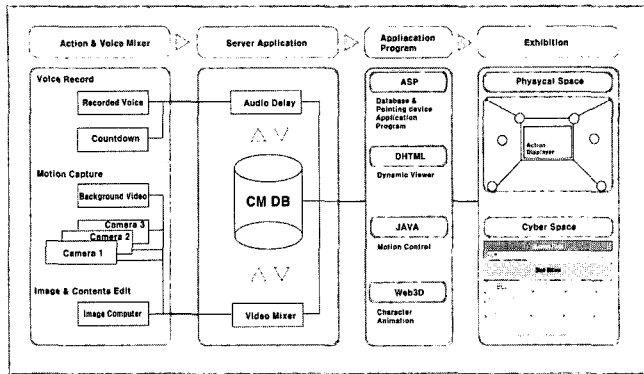 Action & Voice Mixer
Server Application
Appliacation
Program
Exhibition
Voice Record
Recorded Voice
Countdown
Motion Capture
Background Video
Camera 3
Camera 2
Camera 1
Image & Contents Edit
Image Computer
Audio Delay
CM DB
Video Mixer
ASP
Database &
Pointing device
Application
Program
DHTML
Dynamic Viewer
JAVA
Motion Control
Web3D
Character
Animation
Physycal Space
Action
Displayer
Cyber Space